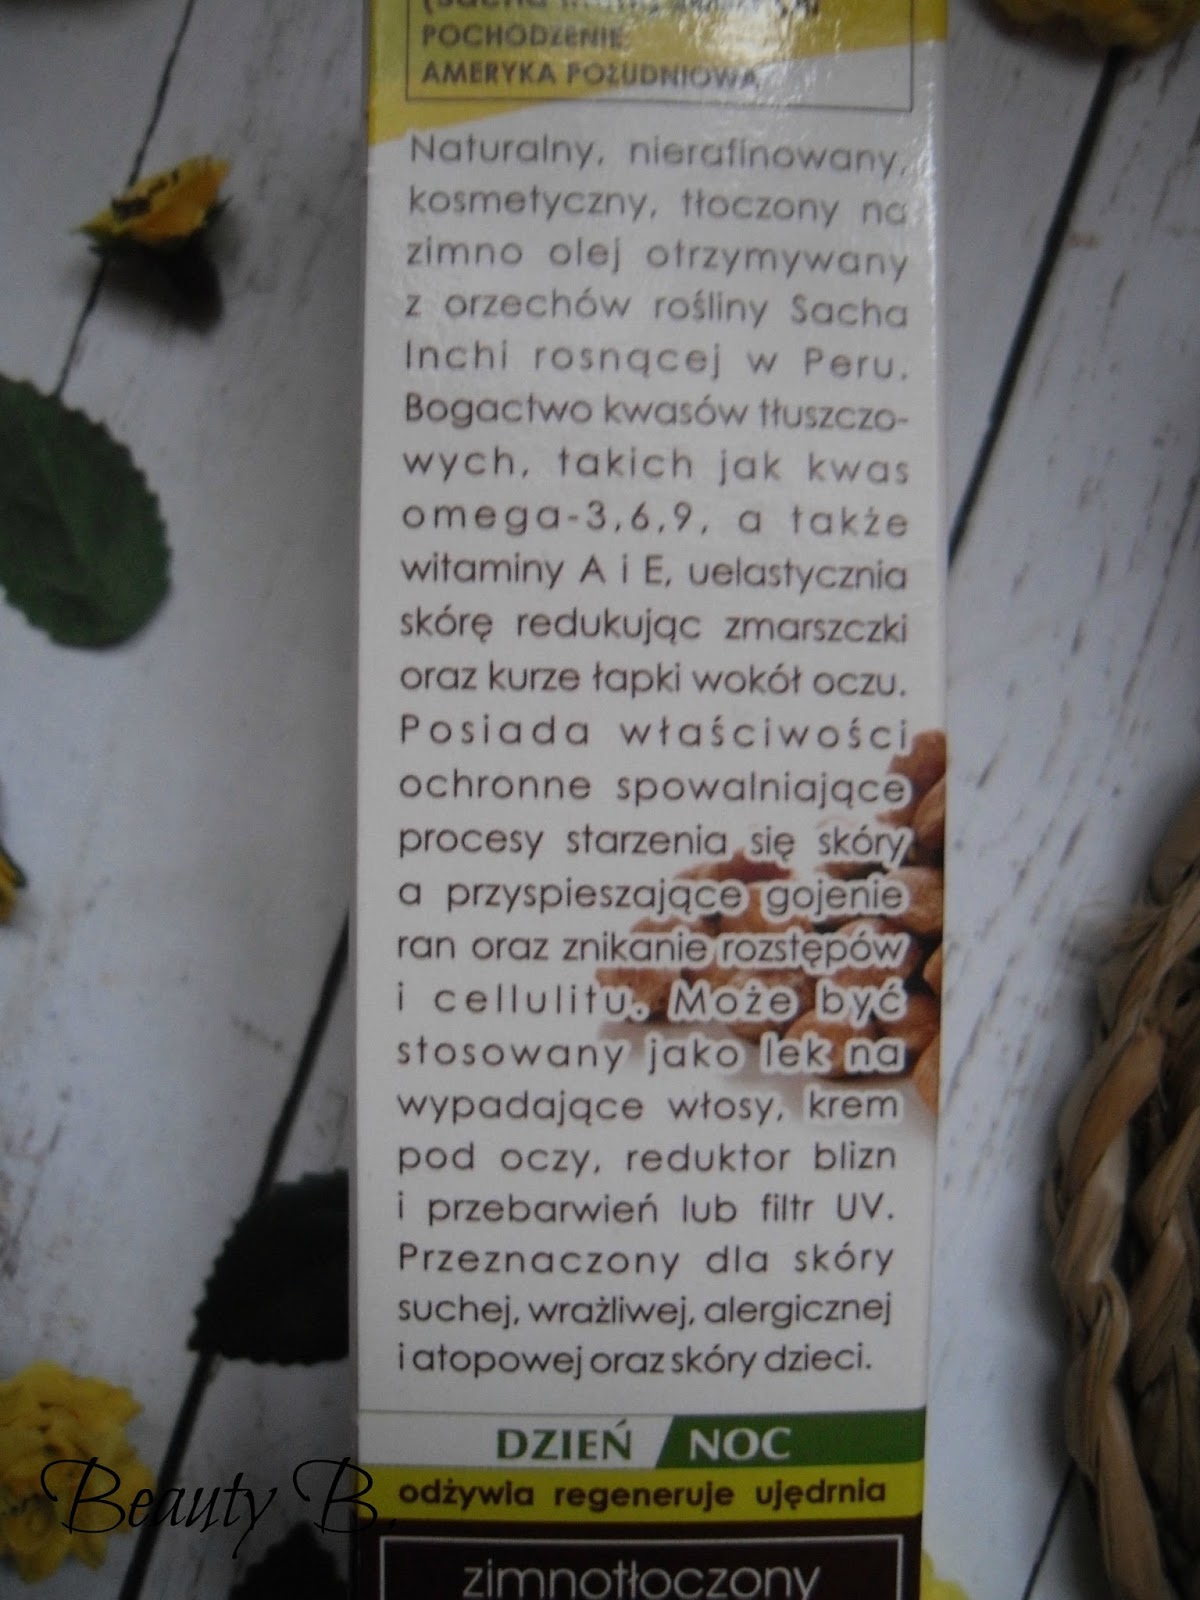 POCHODZENIE:
AMERYKA POŁUDNIOWA
Naturalny, nierafinowany,
kosmetyczny, tłoczony na
zimno olej otrzymywany
z orzechów rośliny Sacha
Inchi rosnącej w Peru.
Bogactwo kwasów tłuszczo-
wych, takich jak kwas
omega-3,6,9, a także
witaminy A i E, uelastycznia
skórę redukując zmarszczki
oraz kurze łapki wokół oczu.
Posiada właściwości
ochronne spowalniające
procesy starzenia się skóry
a przyspieszające gojenie
ran oraz znikanie rozstępów
i cellulitu. Może być
stosowany jako lek na
wypadające włosy, krem
pod oczy, reduktor blizn
i przebarwień lub filtr UV.
Przeznaczony dla skóry
suchej, wrażliwej, alergicznej
i atopowej oraz skóry dzieci.
DZIEŃ / NOC
odżywia regeneruje ujędrnia
zimnotłoczony
Beauty B.